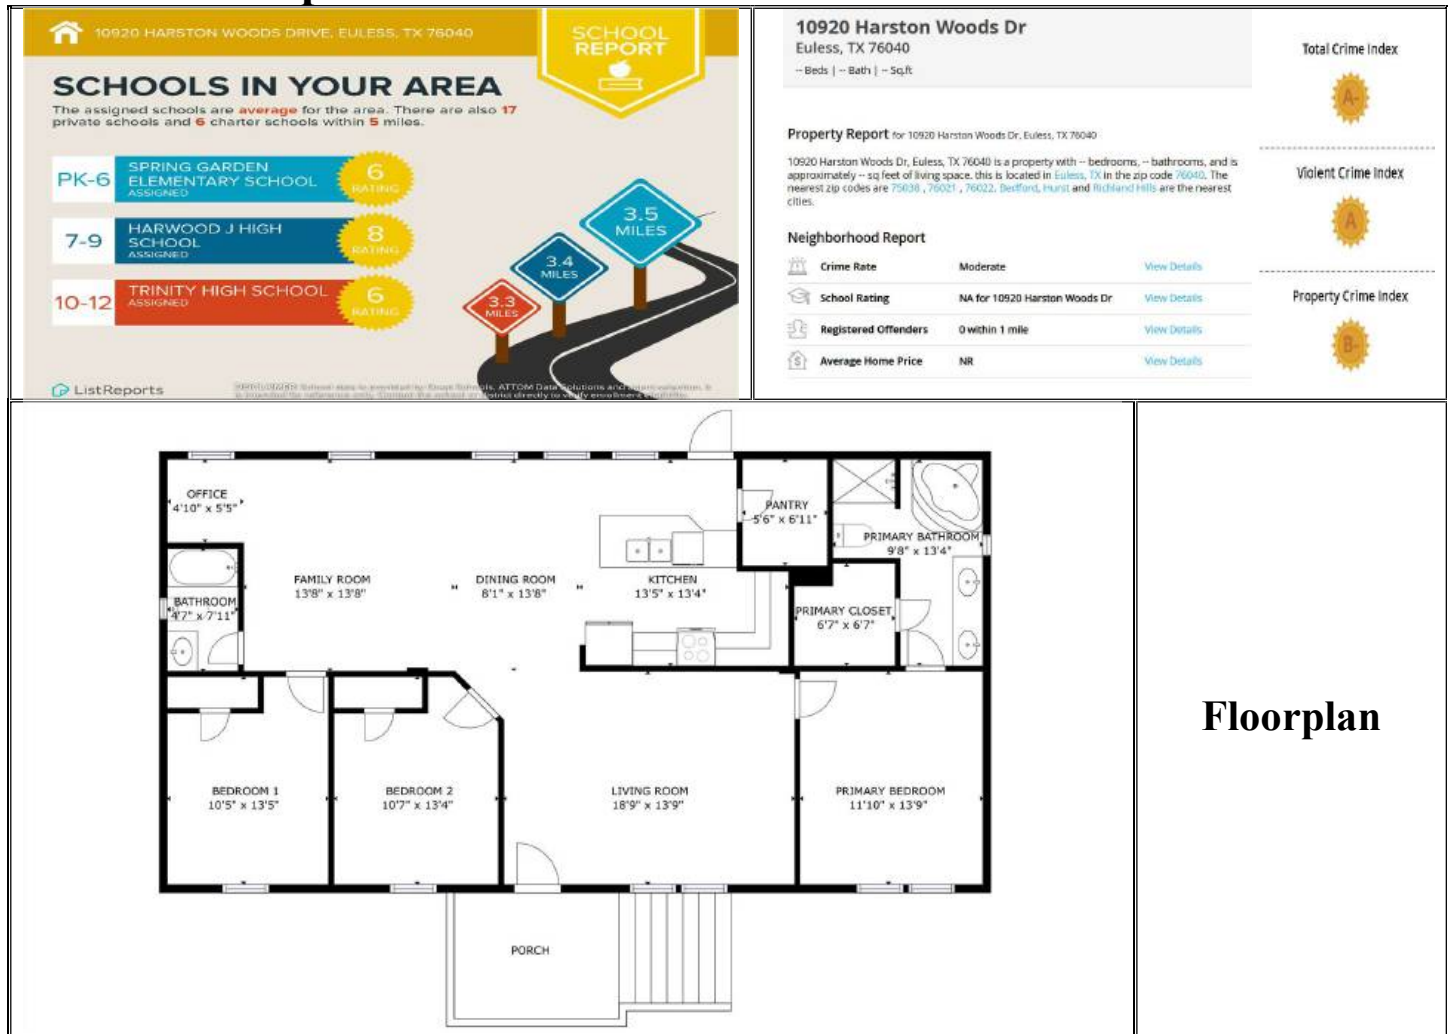 10920 HARSTON WOODS DRIVE, EULESS, TX 76040
SCHOOL
REPORT
SCHOOLS IN YOUR AREA
The assigned schools are average for the area. There are also 17
private schools and 6 charter schools within 5 miles.
PK-6
SPRING GARDEN
ELEMENTARY SCHOOL
ASSIGNED
6
RATING
7-9
HARWOOD J HIGH
SCHOOL
ASSIGNED
8
RATING
10-12
TRINITY HIGH SCHOOL
ASSIGNED
6
RATING
3.5
MILES
3.4
MILES
3.3
MILES
ListReports
10920 Harston Woods Dr
Euless, TX 76040
-- Beds | -- Bath | -- Sq.ft
Property Report for 10920 Harston Woods Dr, Euless, TX 76040
10920 Harston Woods Dr, Euless, TX 76040 is a property with -- bedrooms, -- bathrooms, and is
approximately -- sq feet of living space. this is located in Euless, TX in the zip code 76040. The
nearest zip codes are 75038 , 76021 , 76022. Bedford, Hurst and Richland Hills are the nearest
cities.
Neighborhood Report
Crime Rate Moderate View Details
School Rating NA for 10920 Harston Woods Dr View Details
Registered Offenders 0 within 1 mile View Details
Average Home Price NR View Details
Total Crime Index
A-
Violent Crime Index
A
Property Crime Index
B-
OFFICE
4'10" x 5'5"
PANTRY
5'6" x 6'11"
PRIMARY BATHROOM
9'8" x 13'4"
FAMILY ROOM
13'8" x 13'8"
DINING ROOM
8'1" x 13'8"
KITCHEN
13'5" x 13'4"
BATHROOM
4'7" x 7'11"
PRIMARY CLOSET
6'7" x 6'7"
BEDROOM 1
10'5" x 13'5"
BEDROOM 2
10'7" x 13'4"
LIVING ROOM
18'9" x 13'9"
PRIMARY BEDROOM
11'10" x 13'9"
PORCH
Floorplan